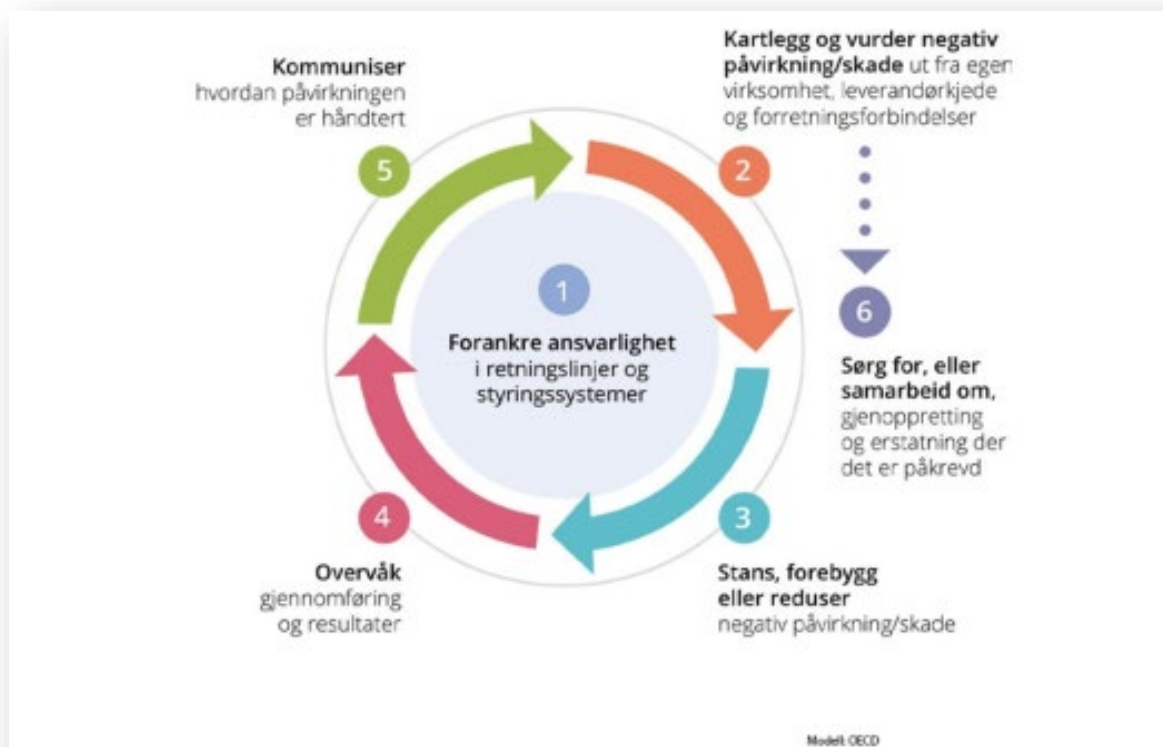 Kommuniser
hvordan påvirkningen
er håndtert
5
Kartlegg og vurder negativ
påvirkning/skade ut fra egen
virksomhet, leverandørkjede
og forretningsforbindelser
2
1
Forankre ansvarlighet
i retningslinjer og
styringssystemer
6
Sørg for, eller
samarbeid om,
gjenoppretting
og erstatning der
det er påkrevd
4
Overvåk
gjennomføring
og resultater
3
Stans, forebygg
eller reduser
negativ påvirkning/skade
Modell: OECD